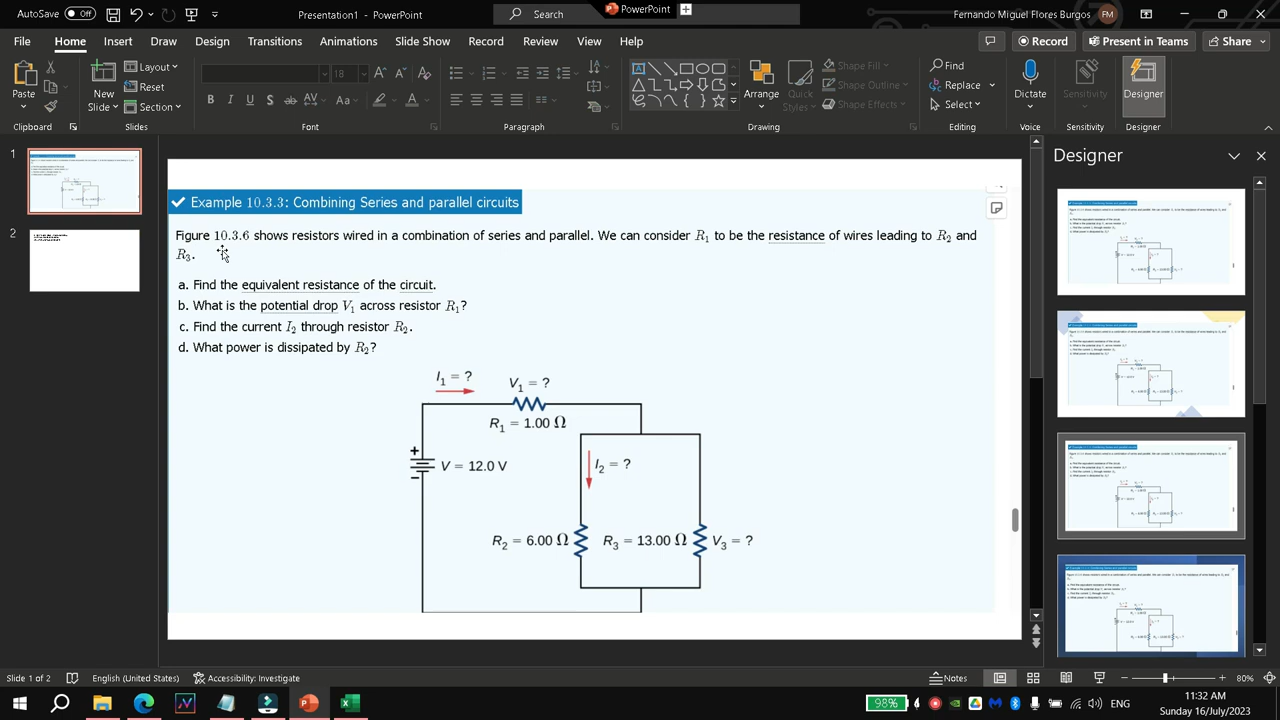 AutoSave Off
Presentation1 - PowerPoint
Search
PowerPoint
Fernando Miguel Flores Burgos FM
File Home Insert Draw Design Transitions Animations Slide Show Record Review View Help
Record Present in Teams Share
Paste
Clipboard
New
Slide
Layout
Reset
Section
Slides
18
B I U S ab AV Aa A
Font
Paragraph
Arrange
Quick
Styles
Shape Fill
Shape Outline
Shape Effects
Drawing
Find
Replace
Select
Editing
Dictate
Voice
Sensitivity
Sensitivity
Designer
Designer
1
2
Designer
Example 10.3.3: Combining Series and parallel circuits
Figure 10.3.7 shows resistors wired in a combination of series and parallel. We can consider R₁ to be the resistance of wires leading to R₂ and
R₃.
a. Find the equivalent resistance of the circuit.
b. What is the potential drop V₁ across resistor R₁?
c. Find the current I₂ through resistor R₂.
d. What power is dissipated by R₂?
I₁ = ?
V₁ = ?
R₁ = 1.00 Ω
+
V = 12.0 V
I₂ = ?
R₂ = 6.00 Ω
R₃ = 13.00 Ω
V₃ = ?
Slide 1 of 2
English (United States)
Accessibility: Investigate
Notes
80%
98%
ENG
11:32 AM
Sunday 16/July/2023